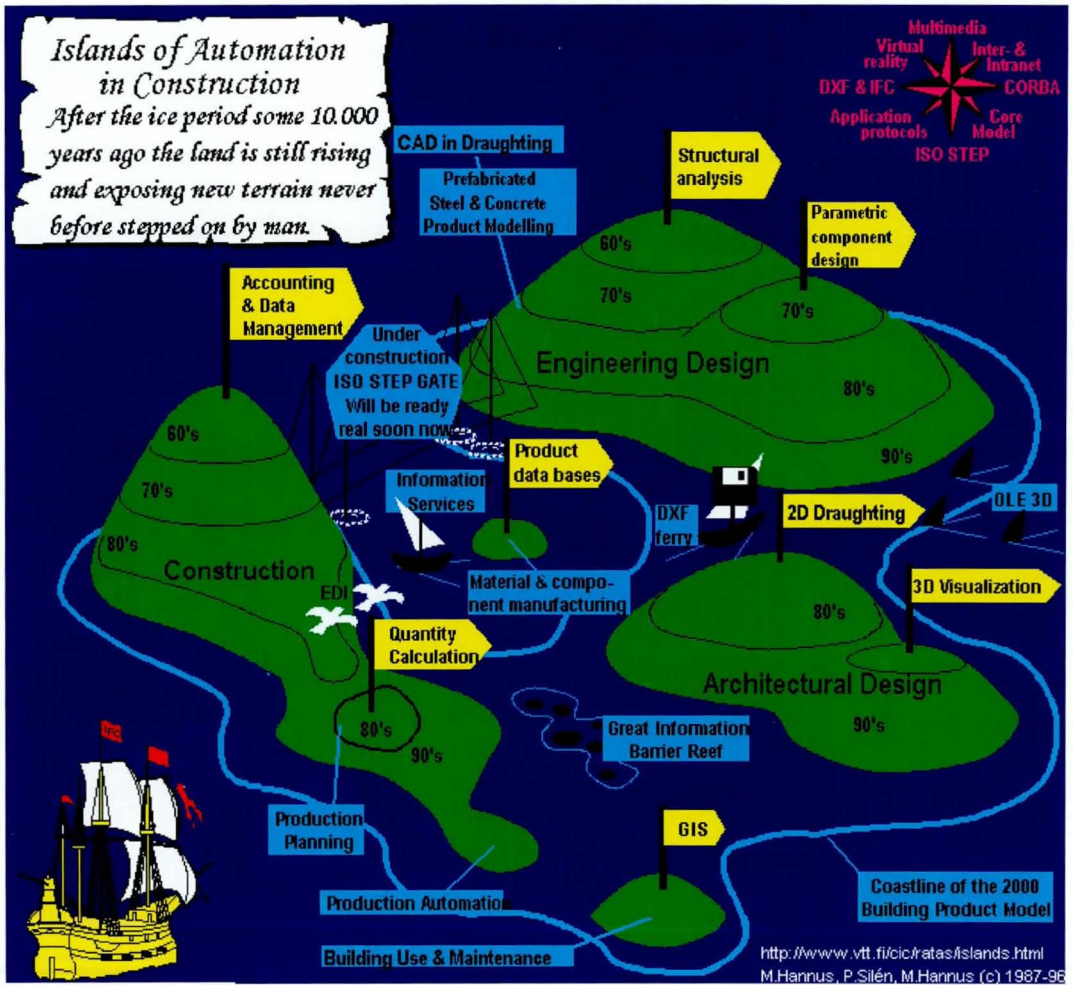 Islands of Automation
in Construction
After the ice period some 10.000
years ago the land is still rising
and exposing new terrain never
before stepped on by man.
Multimedia
Virtual
reality
Inter- &
Intranet
DXF & IFC
CORBA
Application
protocols
Core
Model
ISO STEP
CAD in Draughting
Prefabricated
Steel & Concrete
Product Modelling
Structural
analysis
Parametric
component
design
60's
70's
70's
Engineering Design
80's
90's
Accounting
& Data
Management
Under
construction
ISO STEP GATE
Will be ready
real soon now
60's
70's
80's
Construction
EDI
Information
Services
Product
data bases
Material & compo-
nent manufacturing
DXF
ferry
OLE 3D
2D Draughting
3D Visualization
80's
Architectural Design
90's
Quantity
Calculation
80's
90's
Great Information
Barrier Reef
IFC
Production
Planning
Production Automation
GIS
Building Use & Maintenance
Coastline of the 2000
Building Product Model
http://www.vtt.fi/cic/ratas/islands.html
M.Hannus, P.Silén, M.Hannus (c) 1987-96